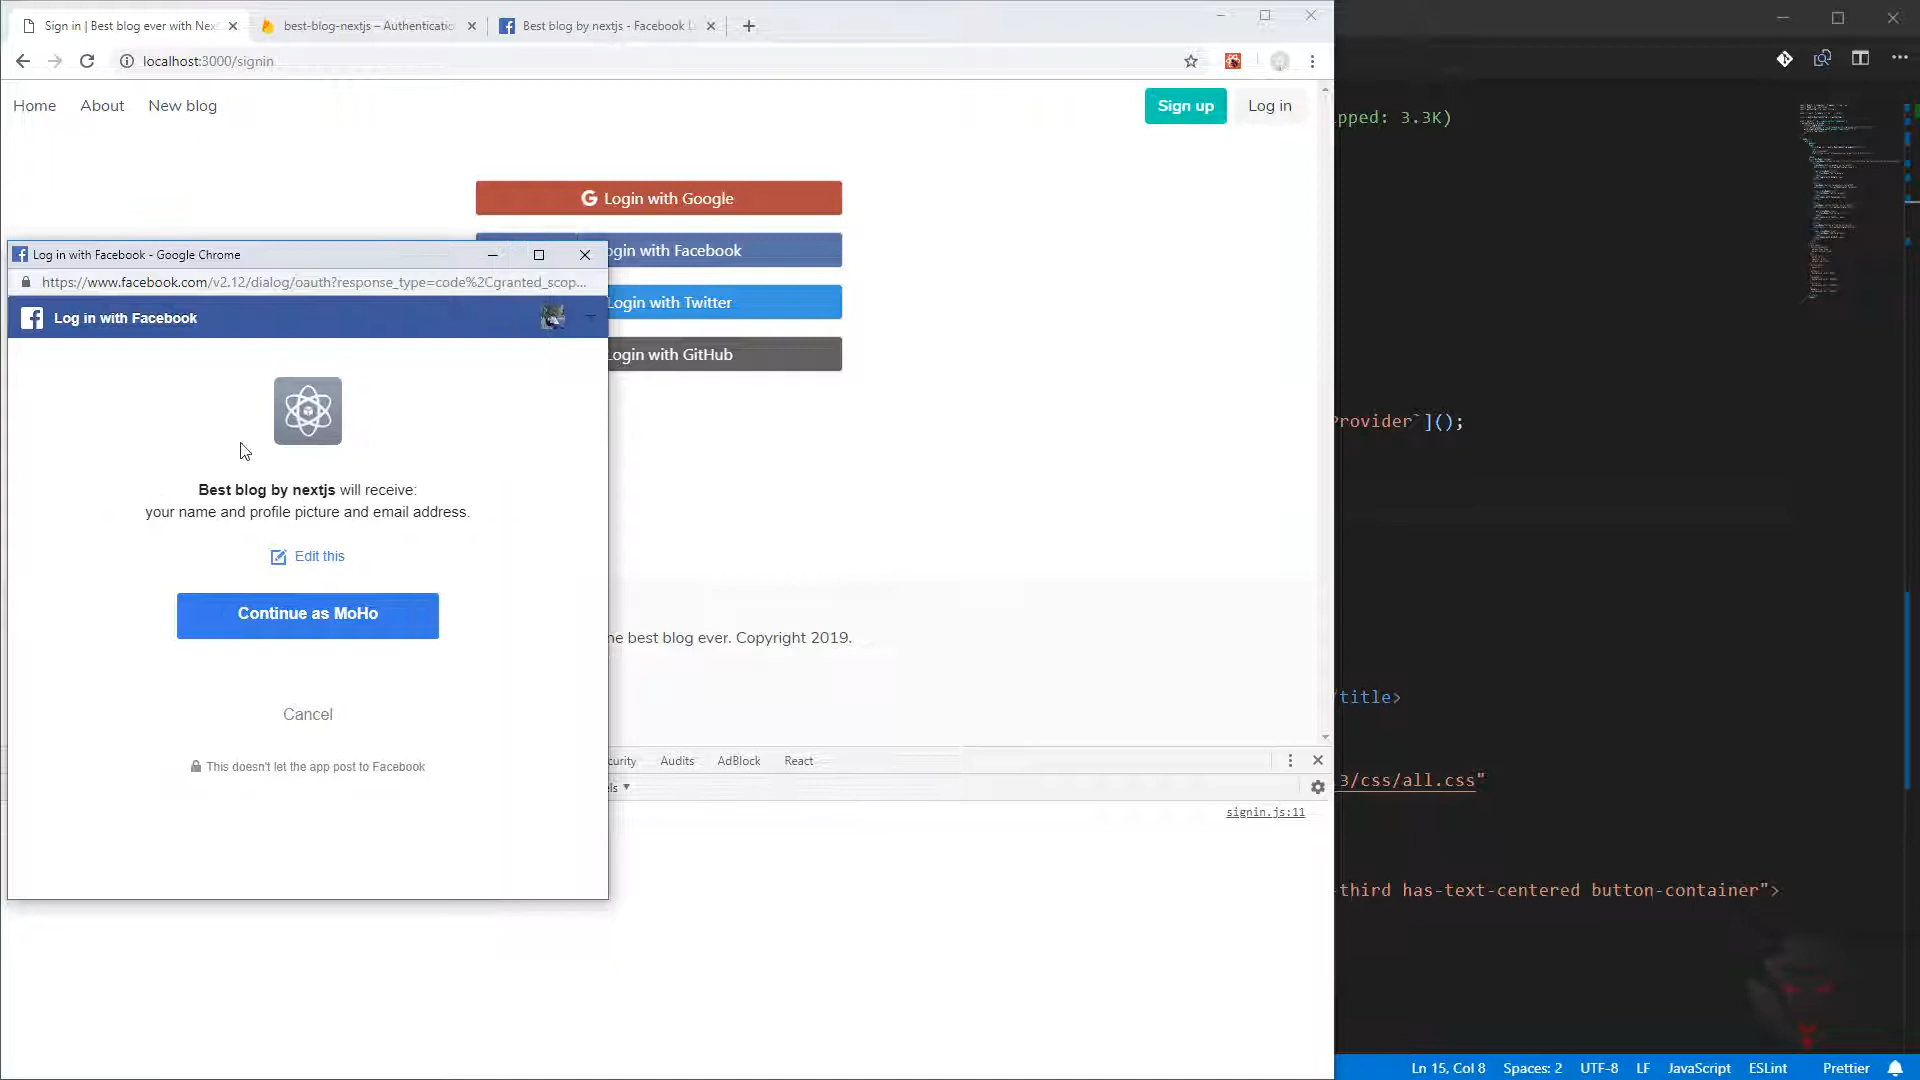 Sign in | Best blog ever with Nex
best-blog-nextjs – Authenticatio
Best blog by nextjs - Facebook L
localhost:3000/signin
Home
About
New blog
Sign up
Log in
Login with Google
ogin with Facebook
Login with Twitter
Login with GitHub
Log in with Facebook - Google Chrome
https://www.facebook.com/v2.12/dialog/oauth?response_type=code%2Cgranted_scop...
Log in with Facebook
Best blog by nextjs will receive:
your name and profile picture and email address.
Edit this
Continue as MoHo
Cancel
This doesn't let the app post to Facebook
he best blog ever. Copyright 2019.
curity
Audits
AdBlock
React
els
signin.js:11
pped: 3.3K)
Provider`]();
/title>
3/css/all.css"
-third has-text-centered button-container">
Ln 15, Col 8
Spaces: 2
UTF-8
LF
JavaScript
ESLint
Prettier